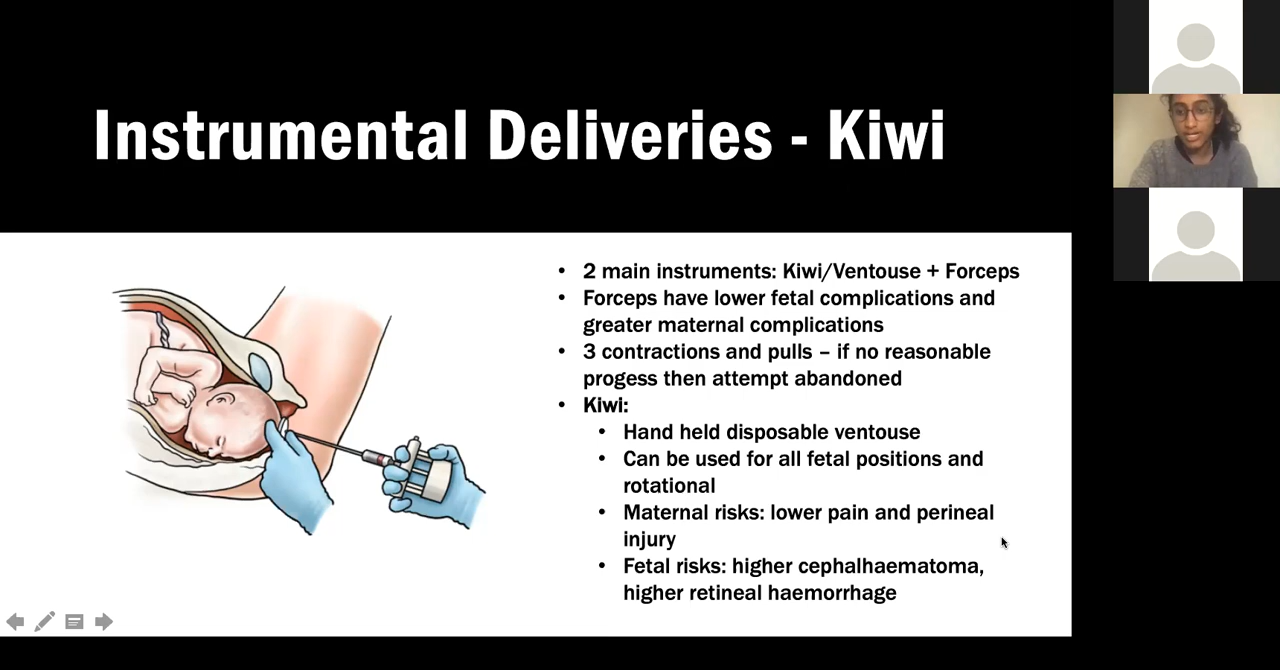 Instrumental Deliveries - Kiwi
• 2 main instruments: Kiwi/Ventouse + Forceps
• Forceps have lower fetal complications and
greater maternal complications
• 3 contractions and pulls – if no reasonable
progess then attempt abandoned
• Kiwi:
• Hand held disposable ventouse
• Can be used for all fetal positions and
rotational
• Maternal risks: lower pain and perineal
injury
• Fetal risks: higher cephalhaematoma,
higher retineal haemorrhage